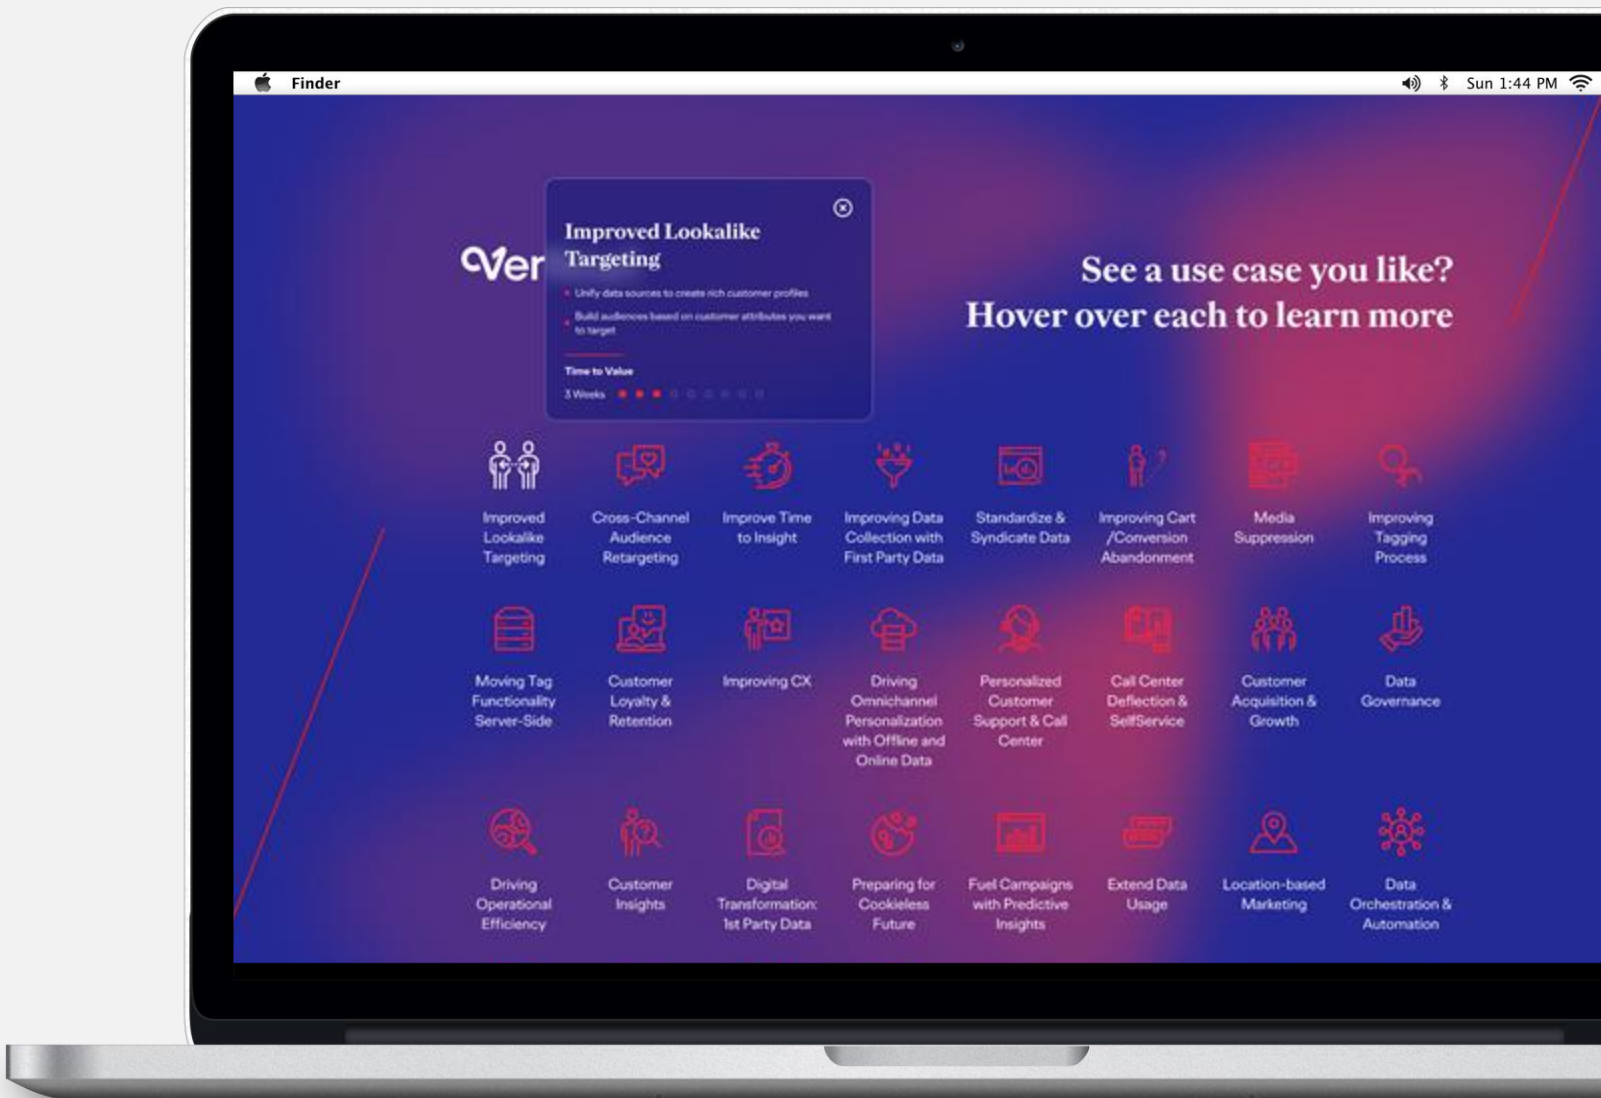 Finder
Sun 1:44 PM
Ver
Improved Lookalike
Targeting
Unify data sources to create rich customer profiles
Build audiences based on customer attributes you want
to target
Time to Value
3 Weeks
See a use case you like?
Hover over each to learn more
Improved
Lookalike
Targeting
Cross-Channel
Audience
Retargeting
Improve Time
to Insight
Improving Data
Collection with
First Party Data
Standardize &
Syndicate Data
Improving Cart
/Conversion
Abandonment
Media
Suppression
Improving
Tagging
Process
Moving Tag
Functionality
Server-Side
Customer
Loyalty &
Retention
Improving CX
Driving
Omnichannel
Personalization
with Offline and
Online Data
Personalized
Customer
Support & Call
Center
Call Center
Deflection &
SelfService
Customer
Acquisition &
Growth
Data
Governance
Driving
Operational
Efficiency
Customer
Insights
Digital
Transformation:
1st Party Data
Preparing for
Cookieless
Future
Fuel Campaigns
with Predictive
Insights
Extend Data
Usage
Location-based
Marketing
Data
Orchestration &
Automation